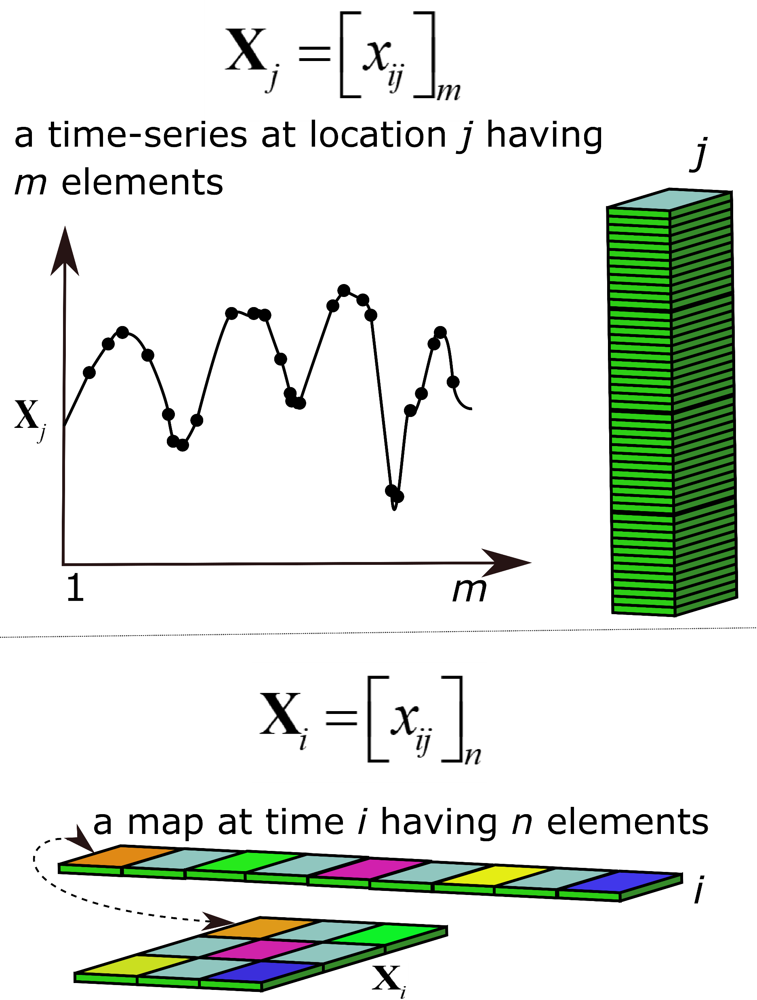 X_j = [x_ij]_m
a time-series at location j having
m elements
j
X_j
1
m
X_i = [x_ij]_n
a map at time i having n elements
i
X_i